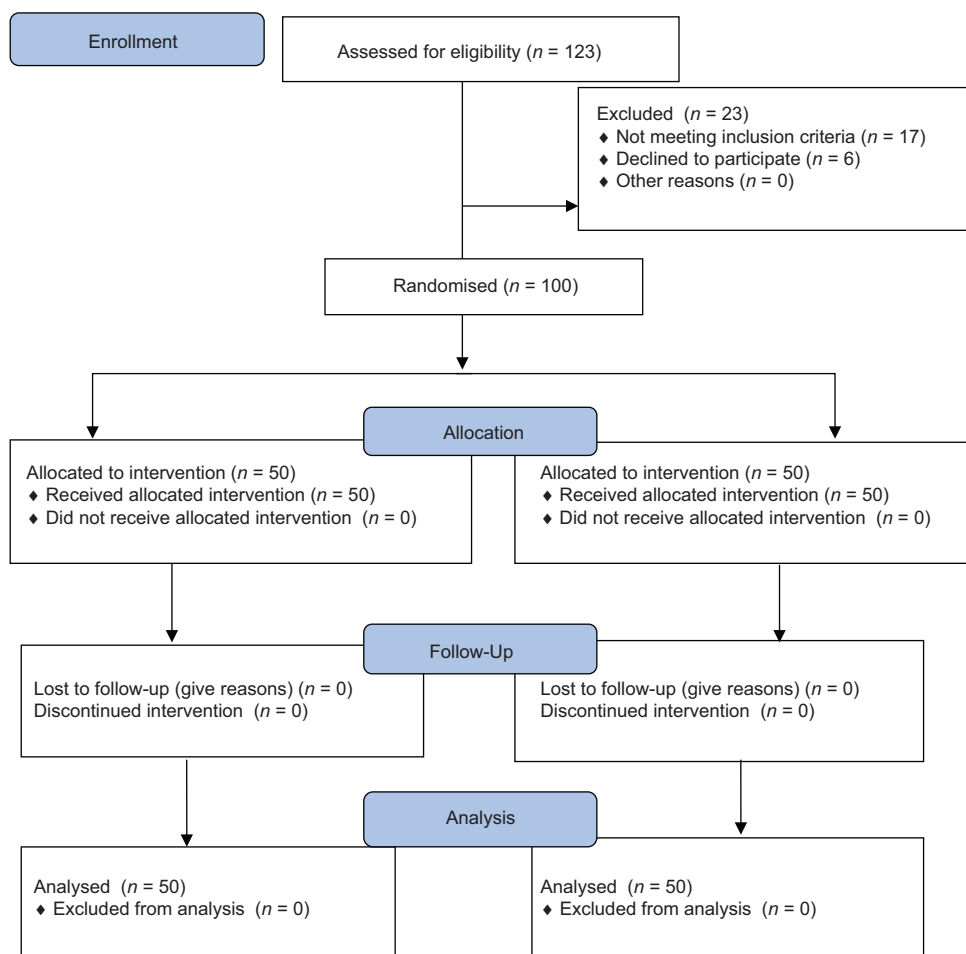 Enrollment
Assessed for eligibility (n = 123)
Excluded (n = 23)
♦ Not meeting inclusion criteria (n = 17)
♦ Declined to participate (n = 6)
♦ Other reasons (n = 0)
Randomised (n = 100)
Allocation
Allocated to intervention (n = 50)
♦ Received allocated intervention (n = 50)
♦ Did not receive allocated intervention (n = 0)
Allocated to intervention (n = 50)
♦ Received allocated intervention (n = 50)
♦ Did not receive allocated intervention (n = 0)
Follow-Up
Lost to follow-up (give reasons) (n = 0)
Discontinued intervention (n = 0)
Lost to follow-up (give reasons) (n = 0)
Discontinued intervention (n = 0)
Analysis
Analysed (n = 50)
♦ Excluded from analysis (n = 0)
Analysed (n = 50)
♦ Excluded from analysis (n = 0)